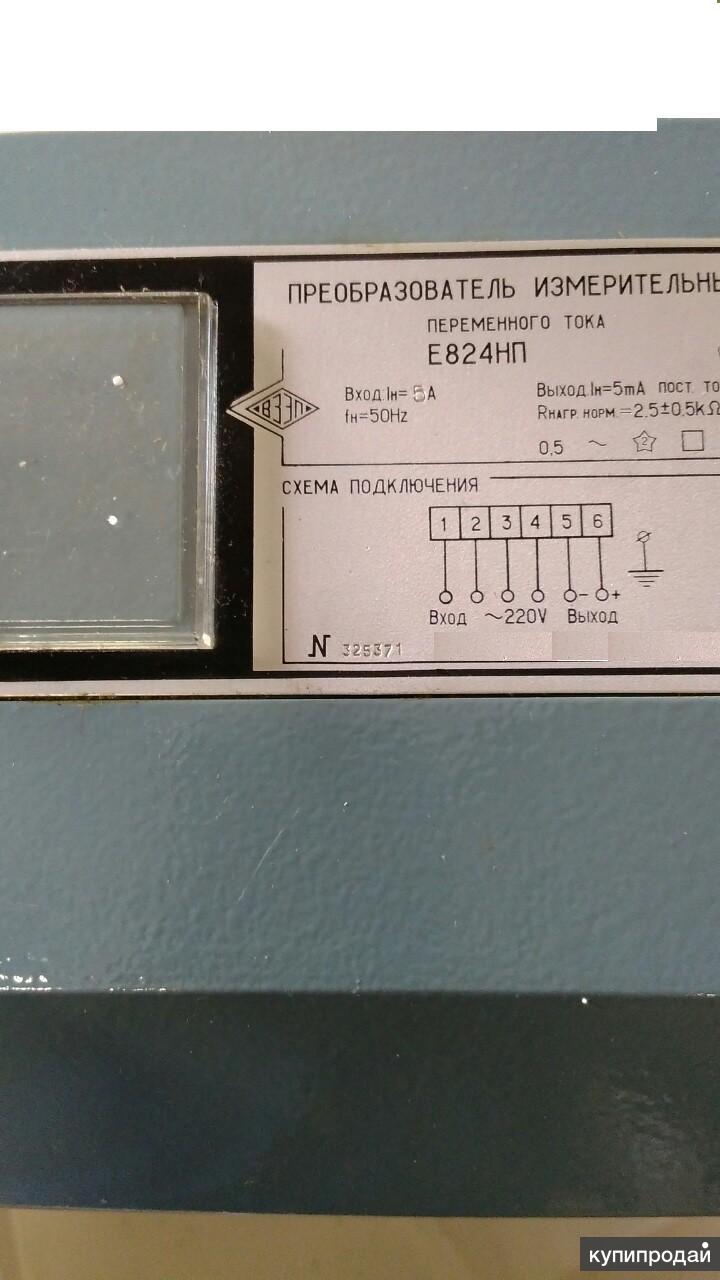 ПРЕОБРАЗОВАТЕЛЬ ИЗМЕРИТЕЛЬНЫ
ПЕРЕМЕННОГО ТОКА
Е824НП
ВЗЭП
Вход.Iн= 5А
fн=50Hz
Выход.Iн=5mA ПОСТ. ТО
Rнагр. норм.=2,5±0,5kΩ
0,5 ~ 2
СХЕМА ПОДКЛЮЧЕНИЯ
1 2 3 4 5 6
- +
Вход ~220V Выход
N 325371
купипродай